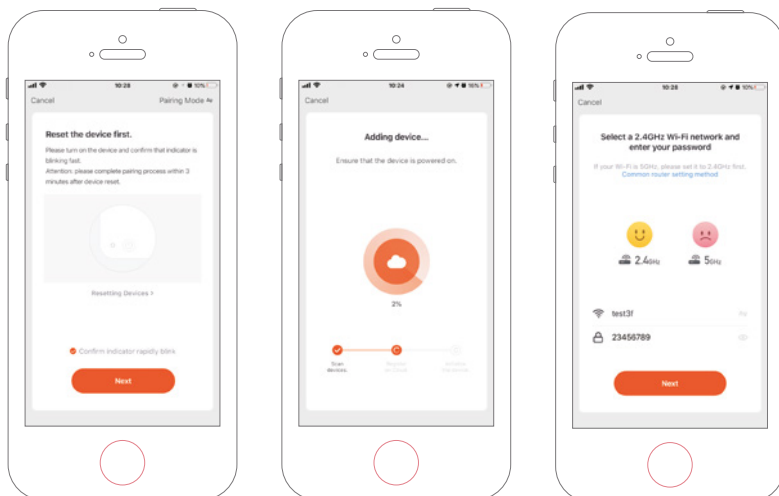 10:28
10%
Cancel
Pairing Mode
Reset the device first.
Please turn on the device and confirm that indicator is
blinking fast.
Attention: please complete pairing process within 3
minutes after device reset.
Resetting Devices >
Confirm indicator rapidly blink
Next
10:24
10%
Cancel
Adding device...
Ensure that the device is powered on.
2%
Scan
devices.
10:28
10%
Cancel
Select a 2.4GHz Wi-Fi network and
enter your password
If your Wi-Fi is 5GHz, please set it to 2.4GHz first.
Common router setting method
2.4GHz
5GHz
test3f
23456789
Next